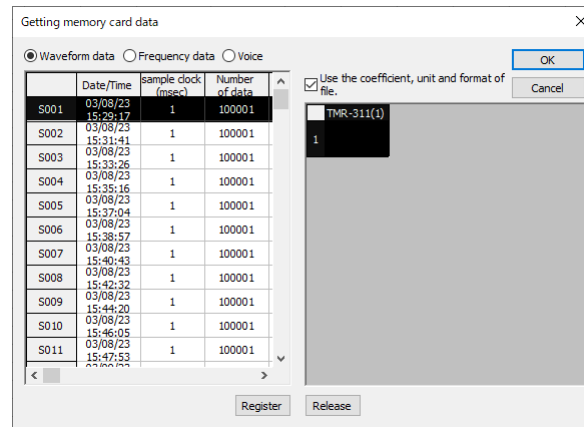 Getting memory card data
Waveform data Frequency data Voice
OK
Cancel
Use the coefficient, unit and format of
file.
Date/Time sample clock Number
(msec) of data
S001 03/08/23 15:29:17 1 100001
S002 03/08/23 15:31:41 1 100001
S003 03/08/23 15:33:26 1 100001
S004 03/08/23 15:35:16 1 100001
S005 03/08/23 15:37:04 1 100001
S006 03/08/23 15:38:57 1 100001
S007 03/08/23 15:40:43 1 100001
S008 03/08/23 15:42:32 1 100001
S009 03/08/23 15:44:20 1 100001
S010 03/08/23 15:46:05 1 100001
S011 03/08/23 15:47:53 1 100001
TMR-311(1)
1
Register
Release